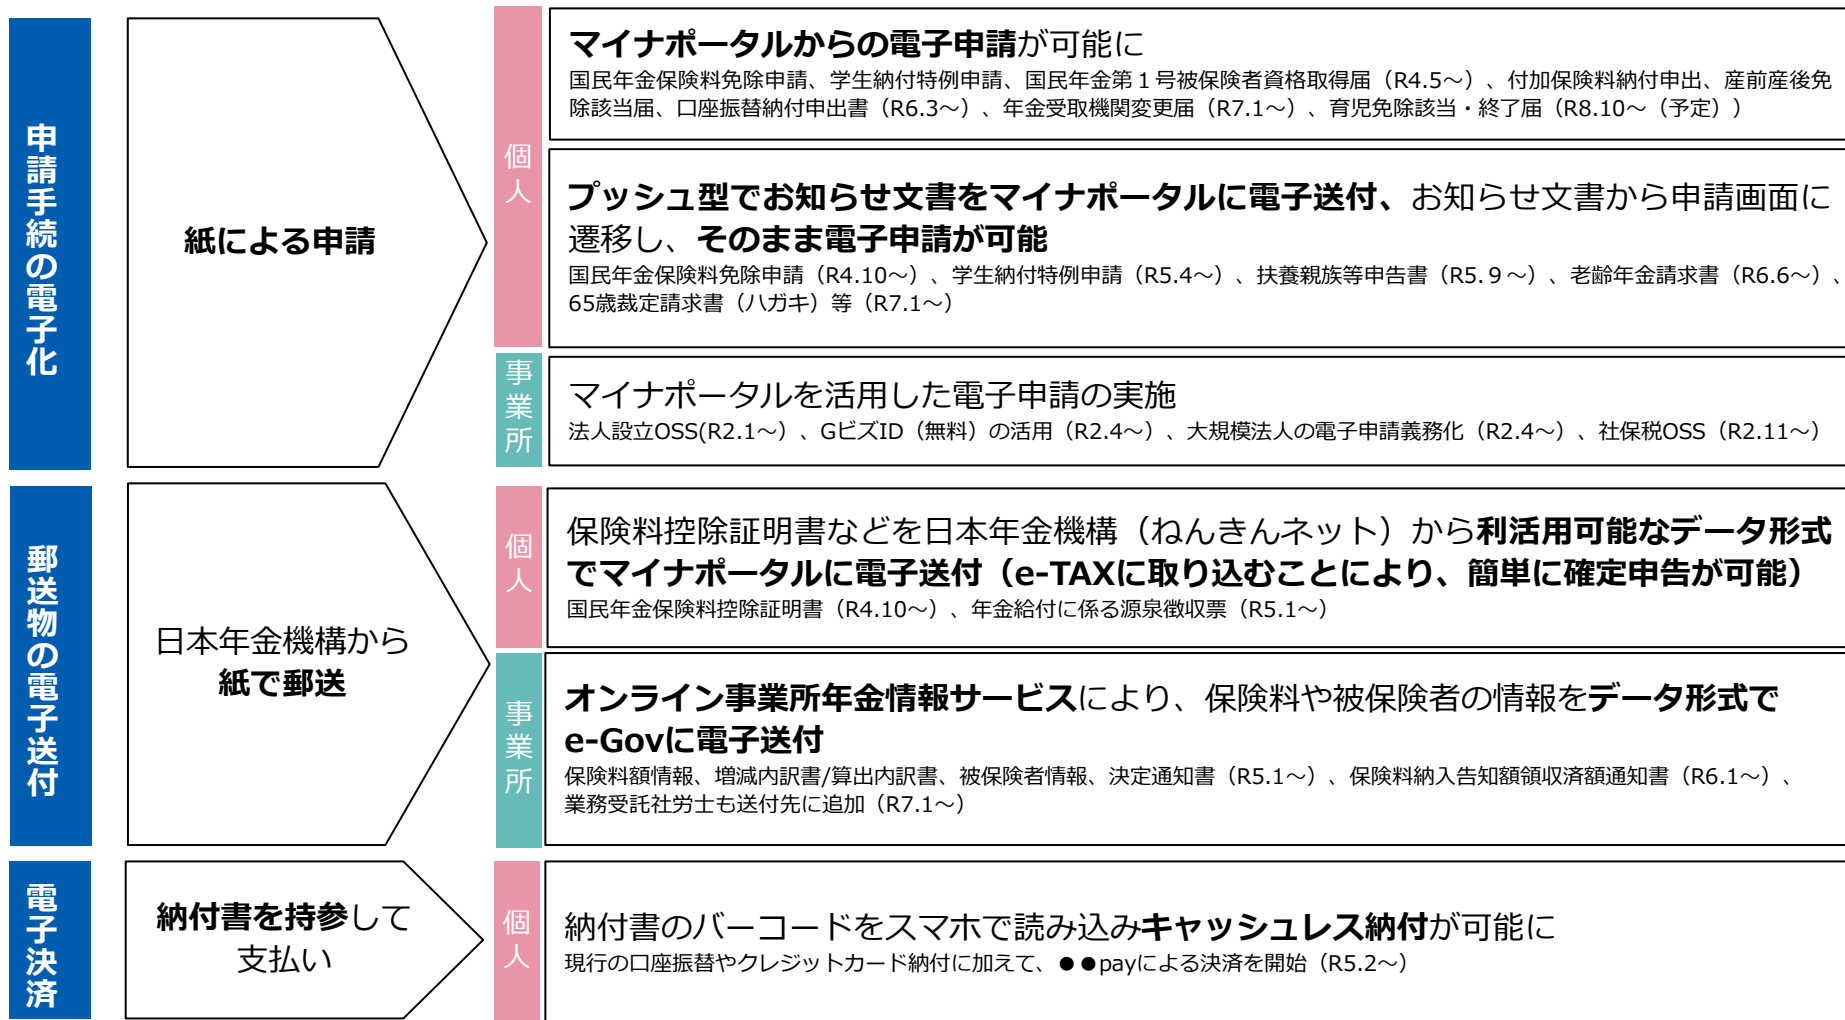 申請手続の電子化
紙による申請
個人
マイナポータルからの電子申請が可能に
国民年金保険料免除申請、学生納付特例申請、国民年金第１号被保険者資格取得届（R4.5～）、付加保険料納付申出、産前産後免
除該当届、口座振替納付申出書（R6.3～）、年金受取機関変更届（R7.1～）、育児免除該当・終了届（R8.10～（予定））
プッシュ型でお知らせ文書をマイナポータルに電子送付、お知らせ文書から申請画面に
遷移し、そのまま電子申請が可能
国民年金保険料免除申請（R4.10～）、学生納付特例申請（R5.4～）、扶養親族等申告書（R5.９～）、老齢年金請求書（R6.6～）、
65歳裁定請求書（ハガキ）等（R7.1～）
事業所
マイナポータルを活用した電子申請の実施
法人設立OSS(R2.1～）、GビズID（無料）の活用（R2.4～）、大規模法人の電子申請義務化（R2.4～）、社保税OSS（R2.11～）
郵送物の電子送付
日本年金機構から
紙で郵送
個人
保険料控除証明書などを日本年金機構（ねんきんネット）から利活用可能なデータ形式
でマイナポータルに電子送付（e-TAXに取り込むことにより、簡単に確定申告が可能）
国民年金保険料控除証明書（R4.10～）、年金給付に係る源泉徴収票（R5.1～）
事業所
オンライン事業所年金情報サービスにより、保険料や被保険者の情報をデータ形式で
e-Govに電子送付
保険料額情報、増減内訳書/算出内訳書、被保険者情報、決定通知書（R5.1～）、保険料納入告知額領収済額通知書（R6.1～）、
業務受託社労士も送付先に追加（R7.1～）
電子決済
納付書を持参して
支払い
個人
納付書のバーコードをスマホで読み込みキャッシュレス納付が可能に
現行の口座振替やクレジットカード納付に加えて、●●payによる決済を開始（R5.2～）